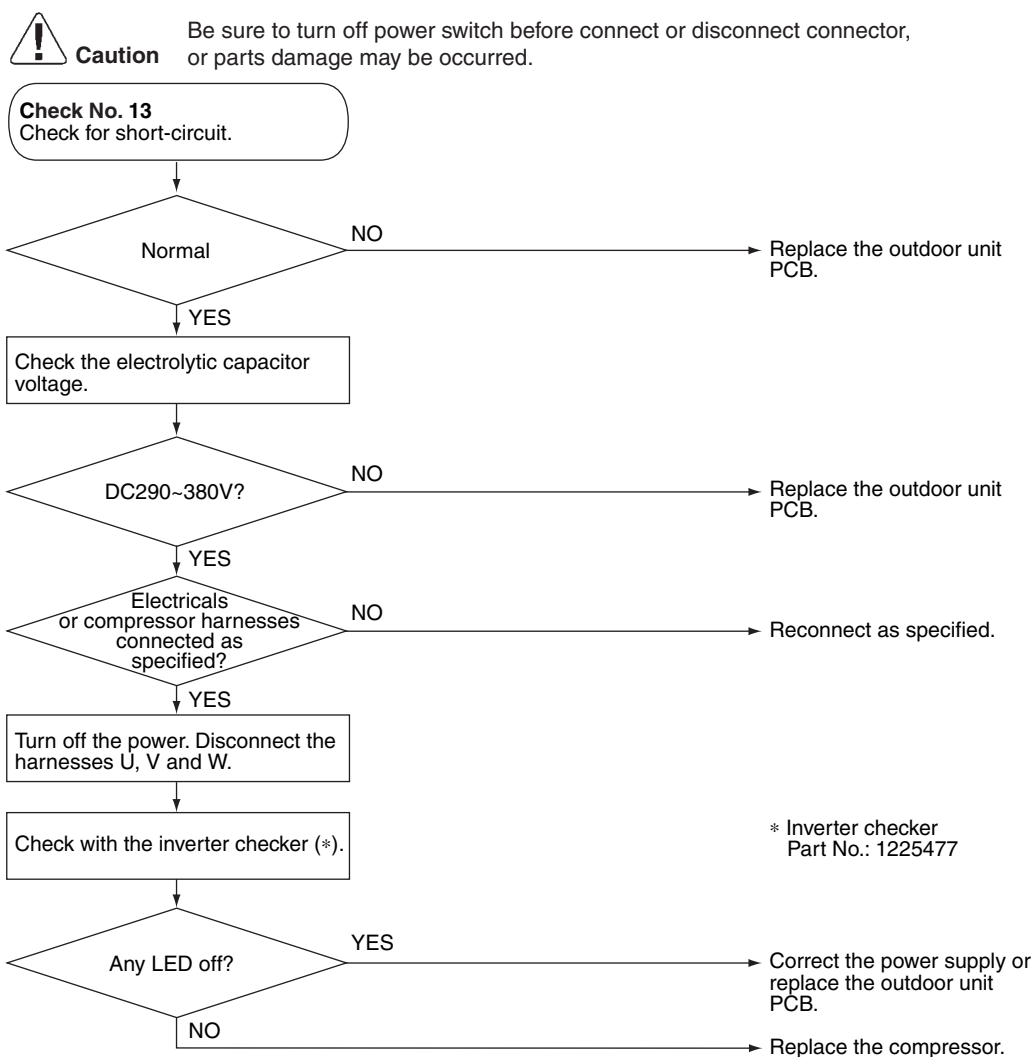 Caution
Be sure to turn off power switch before connect or disconnect connector,
or parts damage may be occurred.
Check No. 13
Check for short-circuit.
Normal
NO
Replace the outdoor unit
PCB.
YES
Check the electrolytic capacitor
voltage.
DC290~380V?
NO
Replace the outdoor unit
PCB.
YES
Electricals
or compressor harnesses
connected as
specified?
NO
Reconnect as specified.
YES
Turn off the power. Disconnect the
harnesses U, V and W.
Check with the inverter checker (*).
* Inverter checker
Part No.: 1225477
Any LED off?
YES
Correct the power supply or
replace the outdoor unit
PCB.
NO
Replace the compressor.